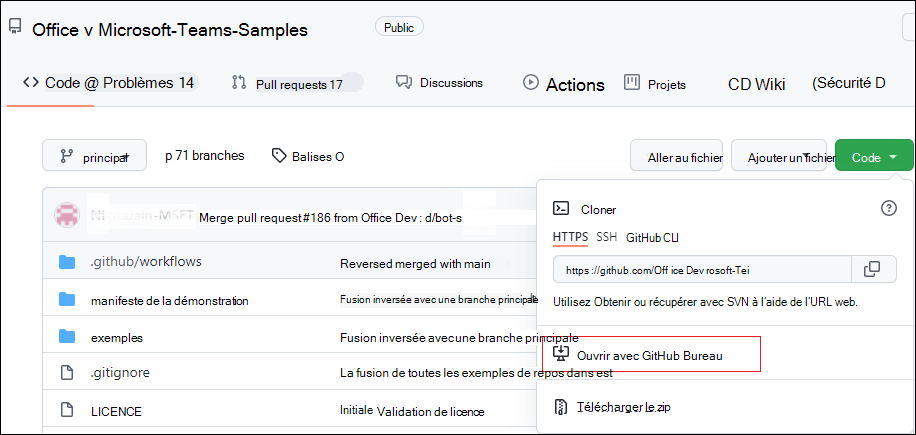 Office v Microsoft-Teams-Samples Public
Code @ Problèmes 14 Pull requests 17 Discussions Actions Projets CD Wiki (Sécurité D
principar p 71 branches Balises O Aller au fichier Ajouter un fichier Code
Merge pull request #186 from Office Dev : d/bot-s
Cloner
HTTPS SSH GitHub CLI
.github/workflows Reversed merged with main
https ://github.com/Off ice Dev rosoft-Tei
manifeste de la démonstration Fusion inversée avec une branche principale
Utilisez Obtenir ou récupérer avec SVN à l'aide de l'URL web.
exemples Fusion inversée avecune branche principale
Ouvrir avec GitHub Bureau
.gitignore La fusion de toutes les exemples de repos dans est
LICENCE Initiale Validation de licence
Télécharger le zip